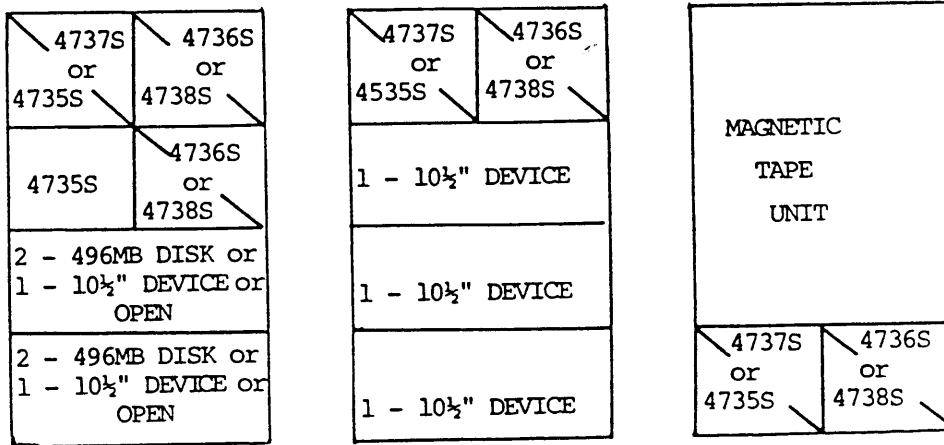 4737S
or
4735S
4736S
or
4738S
4735S
4736S
or
4738S
2 - 496MB DISK or
1 - 10½" DEVICE or
OPEN
2 - 496MB DISK or
1 - 10½" DEVICE or
OPEN
4737S
or
4535S
4736S
or
4738S
1 - 10½" DEVICE
1 - 10½" DEVICE
1 - 10½" DEVICE
MAGNETIC
TAPE
UNIT
4737S
or
4735S
4736S
or
4738S